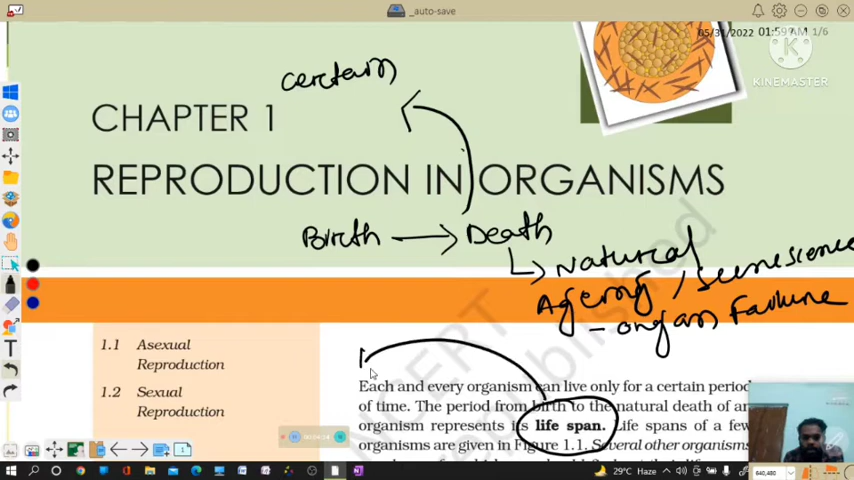 _auto-save
05/31/2022 01:59 AM 1/6
KINEMASTER
certain
CHAPTER 1
REPRODUCTION IN ORGANISMS
Birth → Death
Natural
Ageing / Scenescence
- organ Failure
1.1 Asexual
Reproduction
1.2 Sexual
Reproduction
Each and every organism can live only for a certain period
of time. The period from birth to the natural death of an
organism represents its life span. Life spans of a few
organisms are given in Figure 1.1. Several other organisms
29°C Haze
640,480